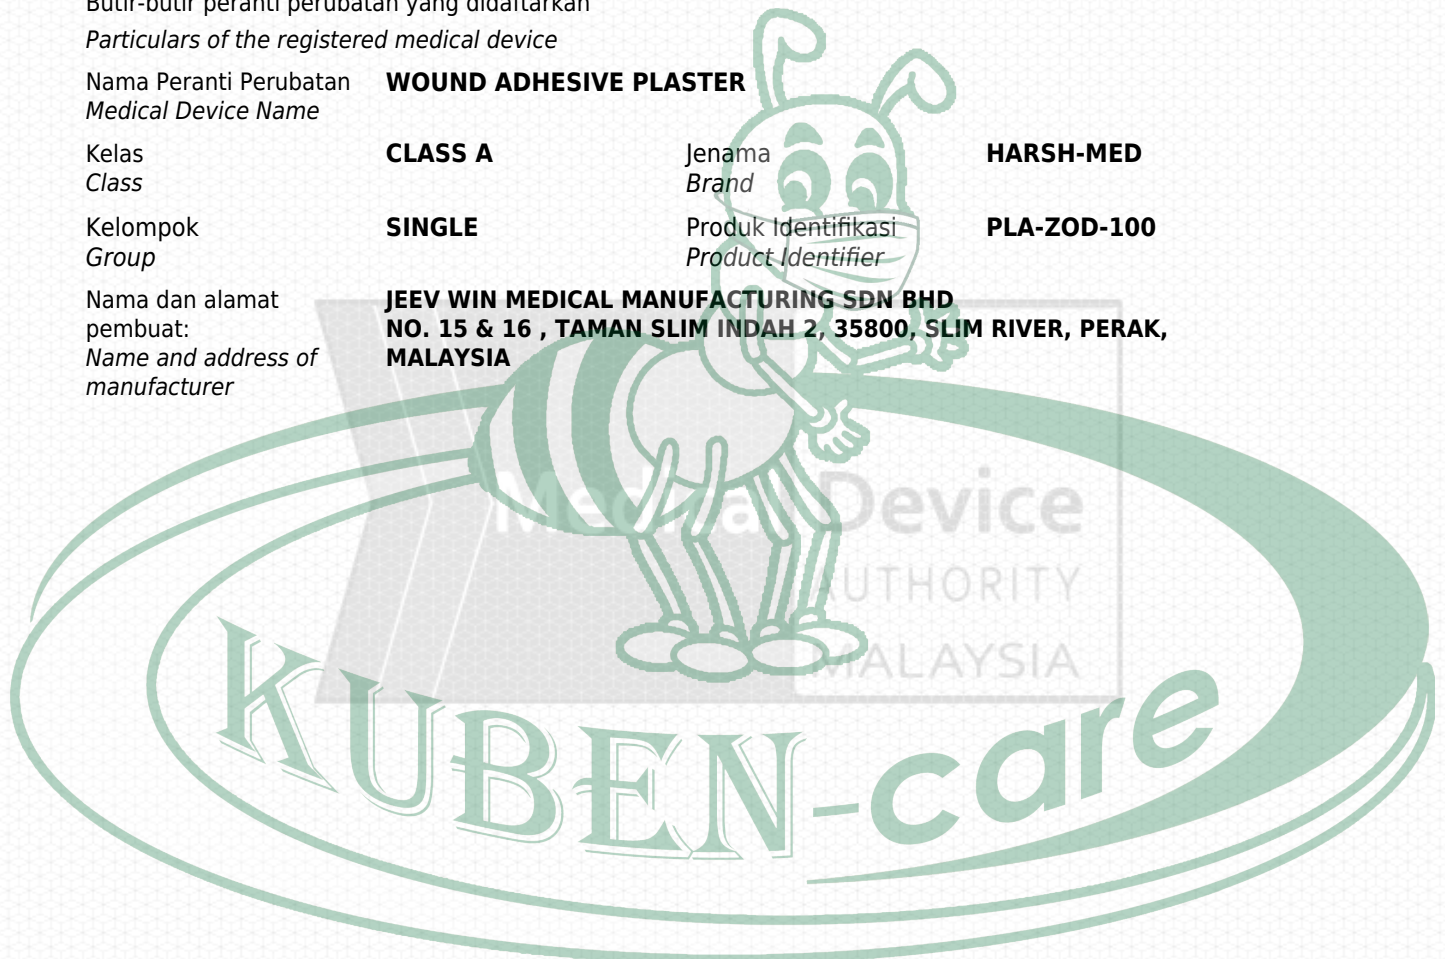 Butir-butir peranti perubatan yang didaftarkan
Particulars of the registered medical device
Nama Peranti Perubatan WOUND ADHESIVE PLASTER
Medical Device Name
Kelas CLASS A Jenama HARSH-MED
Class Brand
Kelompok SINGLE Produk Identifikasi PLA-ZOD-100
Group Product Identifier
Nama dan alamat JEEV WIN MEDICAL MANUFACTURING SDN BHD
pembuat: NO. 15 & 16 , TAMAN SLIM INDAH 2, 35800, SLIM RIVER, PERAK,
Name and address of MALAYSIA
manufacturer
Medical Device
AUTHORITY
MALAYSIA
KUBEN-care